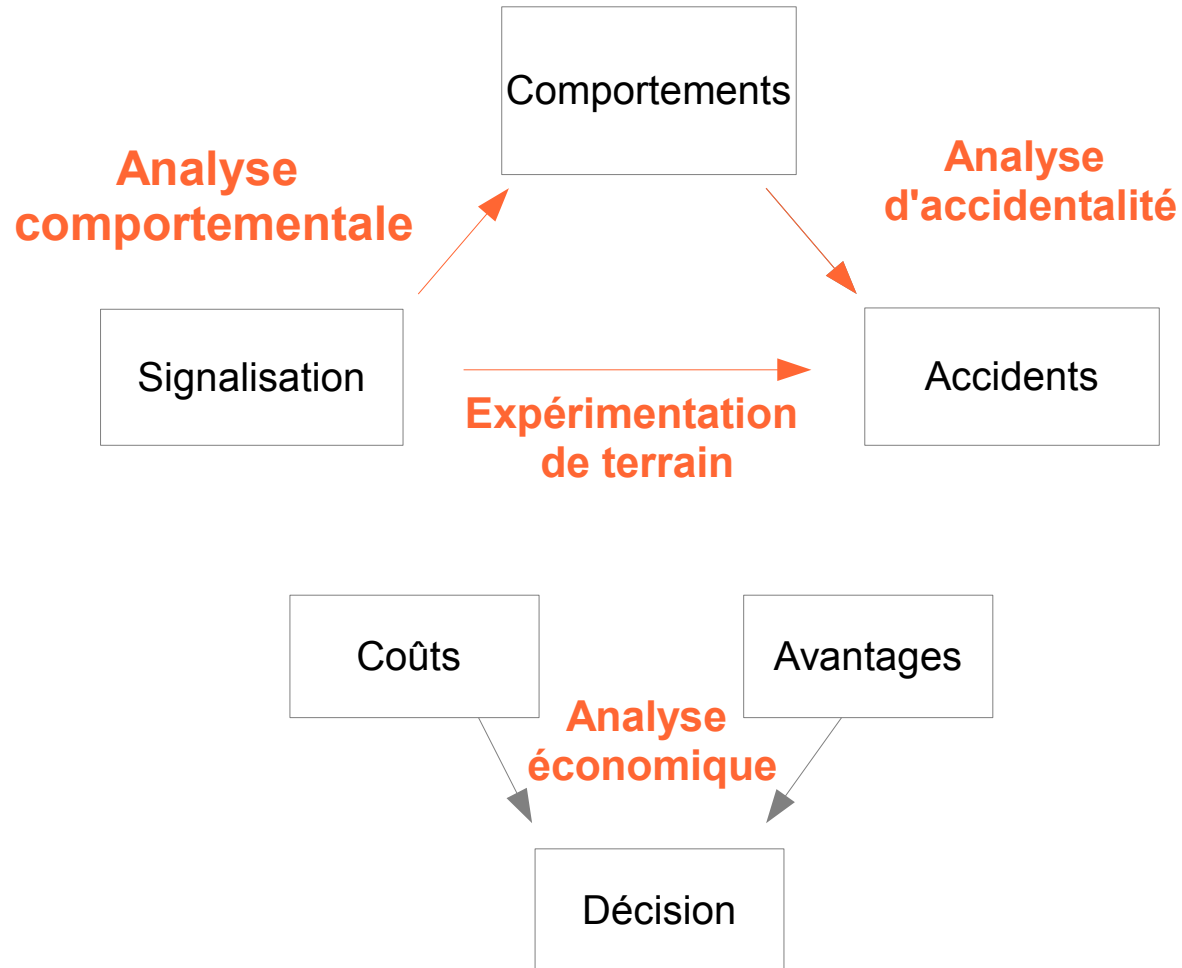 Comportements
Analyse
comportementale
Analyse
d'accidentalité
Signalisation
Accidents
Expérimentation
de terrain
Coûts
Avantages
Analyse
économique
Décision